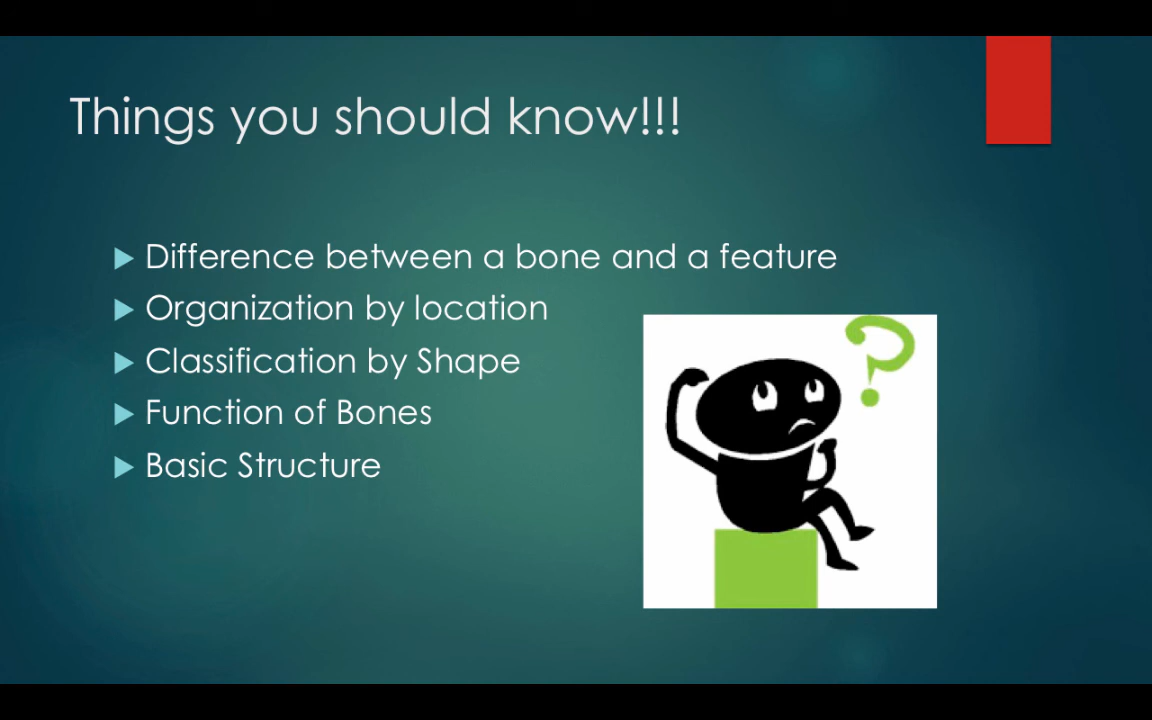 Things you should know!!!
Difference between a bone and a feature
Organization by location
Classification by Shape
Function of Bones
Basic Structure